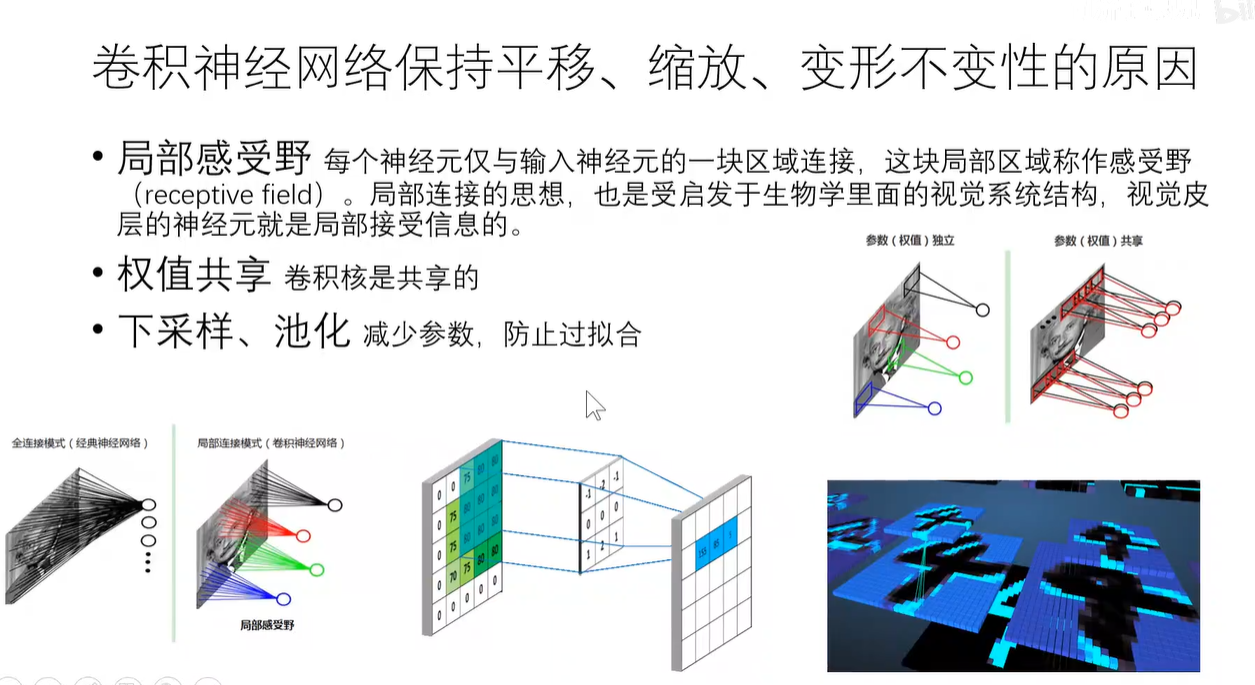 卷积神经网络保持平移、缩放、变形不变性的原因
• 局部感受野 每个神经元仅与输入神经元的一块区域连接，这块局部区域称作感受野
（receptive field）。局部连接的思想，也是受启发于生物学里面的视觉系统结构，视觉皮
层的神经元就是局部接受信息的。
• 权值共享 卷积核是共享的
• 下采样、池化 减少参数，防止过拟合
参数（权值）独立
参数（权值）共享
全连接模式（经典神经网络）
局部连接模式（卷积神经网络）
局部感受野
0 0 75 80 80
0 75 80 80 80
0 75 80 80 80
0 70 75 80 80
0 0 0 0 0
-1 -2 -1
0 0 0
1 2 1